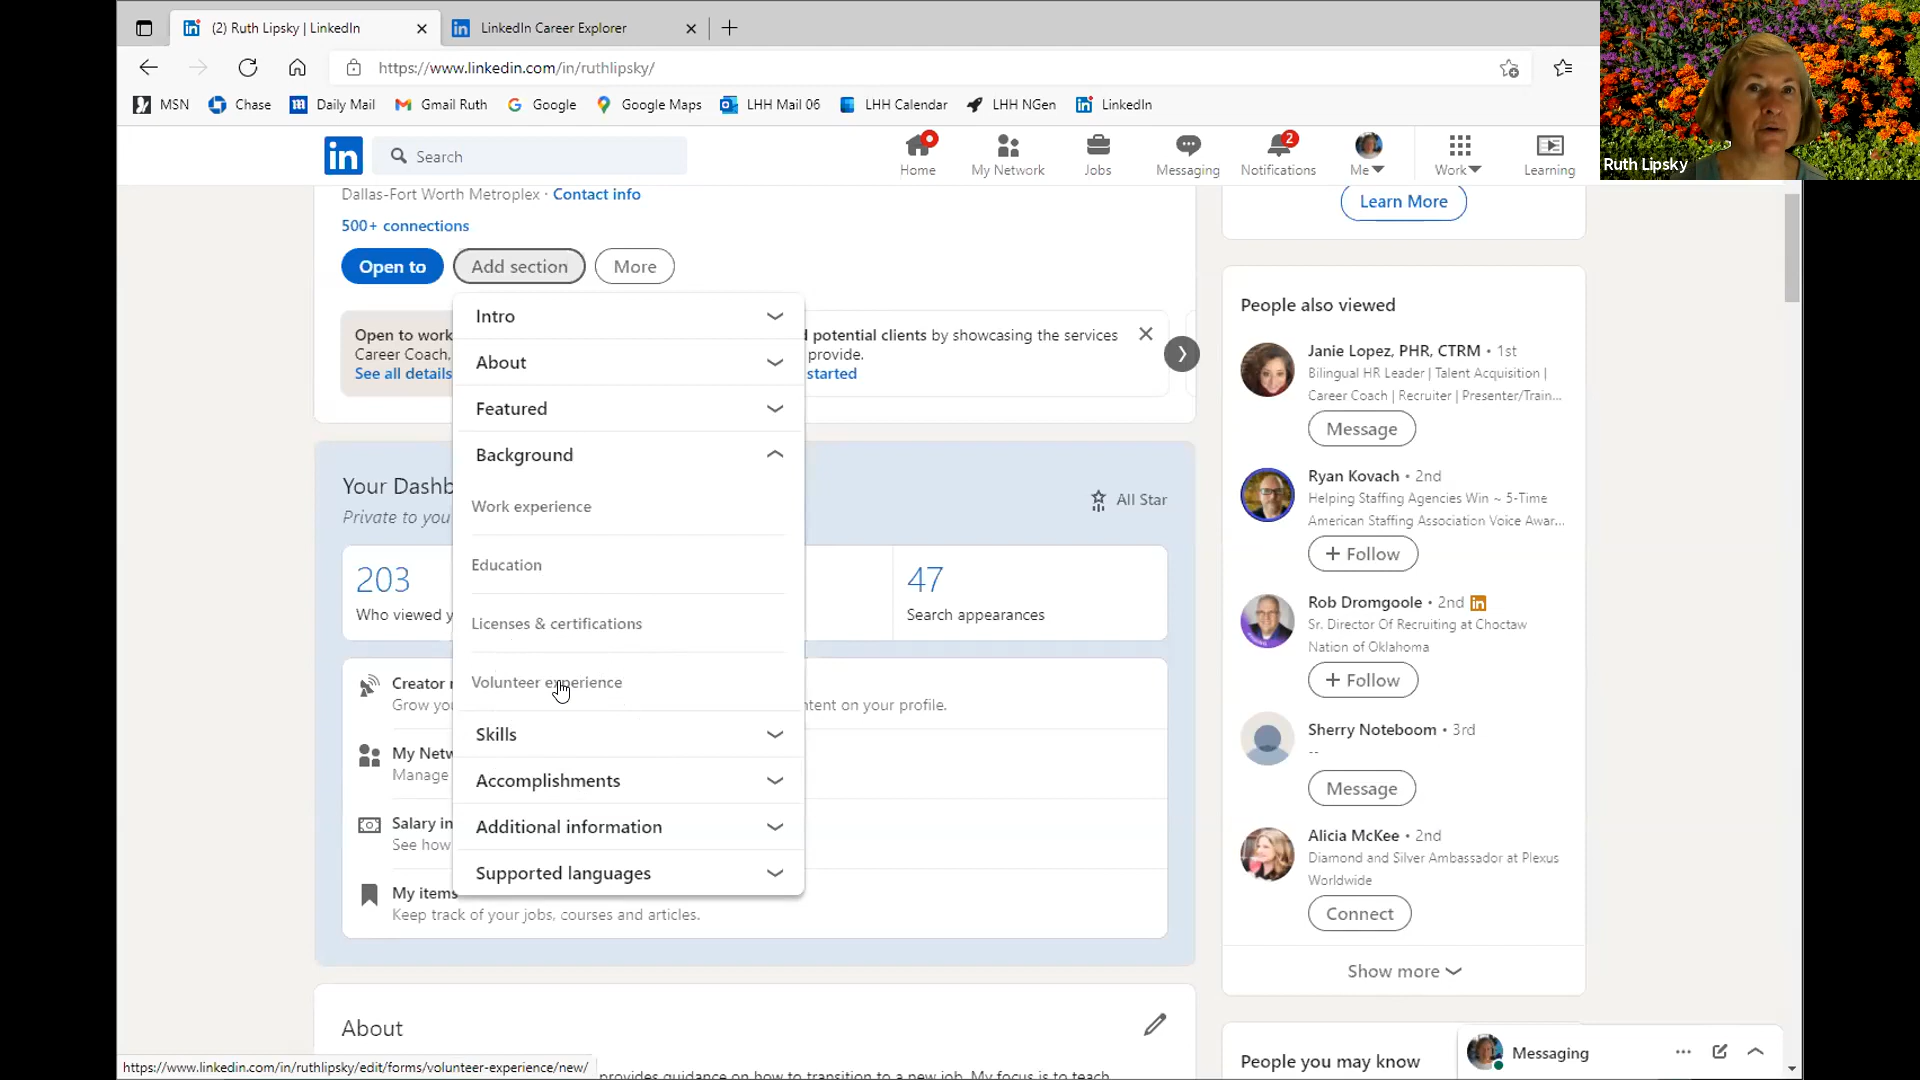 (2) Ruth Lipsky | LinkedIn
LinkedIn Career Explorer
https://www.linkedin.com/in/ruthlipsky/
MSN
Chase
Daily Mail
Gmail Ruth
Google
Google Maps
LHH Mail 06
LHH Calendar
LHH NGen
LinkedIn
Ruth Lipsky
in
Search
Home
My Network
Jobs
Messaging
2
Notifications
Me
Work
Learning
Dallas-Fort Worth Metroplex · Contact info
500+ connections
Open to
Add section
More
Intro
About
Featured
Background
Work experience
Education
Licenses & certifications
Volunteer experience
Skills
Accomplishments
Additional information
Supported languages
Open to work
Career Coach,
See all details
potential clients by showcasing the services
provide.
started
Your Dashb
Private to you
All Star
203
Who viewed y
47
Search appearances
Creator
Grow you
ntent on your profile.
My Netw
Manage
Salary in
See how
My items
Keep track of your jobs, courses and articles.
About
provides guidance on how to transition to a new job. My focus is to teach
https://www.linkedin.com/in/ruthlipsky/edit/forms/volunteer-experience/new/
Learn More
People also viewed
Janie Lopez, PHR, CTRM • 1st
Bilingual HR Leader | Talent Acquisition |
Career Coach | Recruiter | Presenter/Train...
Message
Ryan Kovach • 2nd
Helping Staffing Agencies Win ~ 5-Time
American Staffing Association Voice Awar...
+ Follow
Rob Dromgoole • 2nd in
Sr. Director Of Recruiting at Choctaw
Nation of Oklahoma
+ Follow
Sherry Noteboom • 3rd
--
Message
Alicia McKee • 2nd
Diamond and Silver Ambassador at Plexus
Worldwide
Connect
Show more
People you may know
Messaging